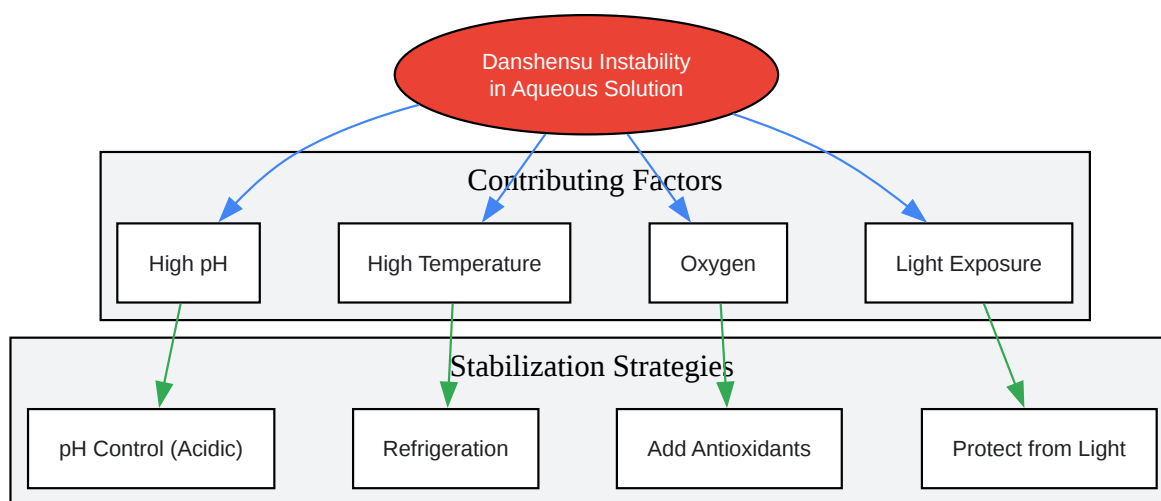 Danshensu Instability
in Aqueous Solution
Contributing Factors
High pH
High Temperature
Oxygen
Light Exposure
Stabilization Strategies
pH Control (Acidic)
Refrigeration
Add Antioxidants
Protect from Light